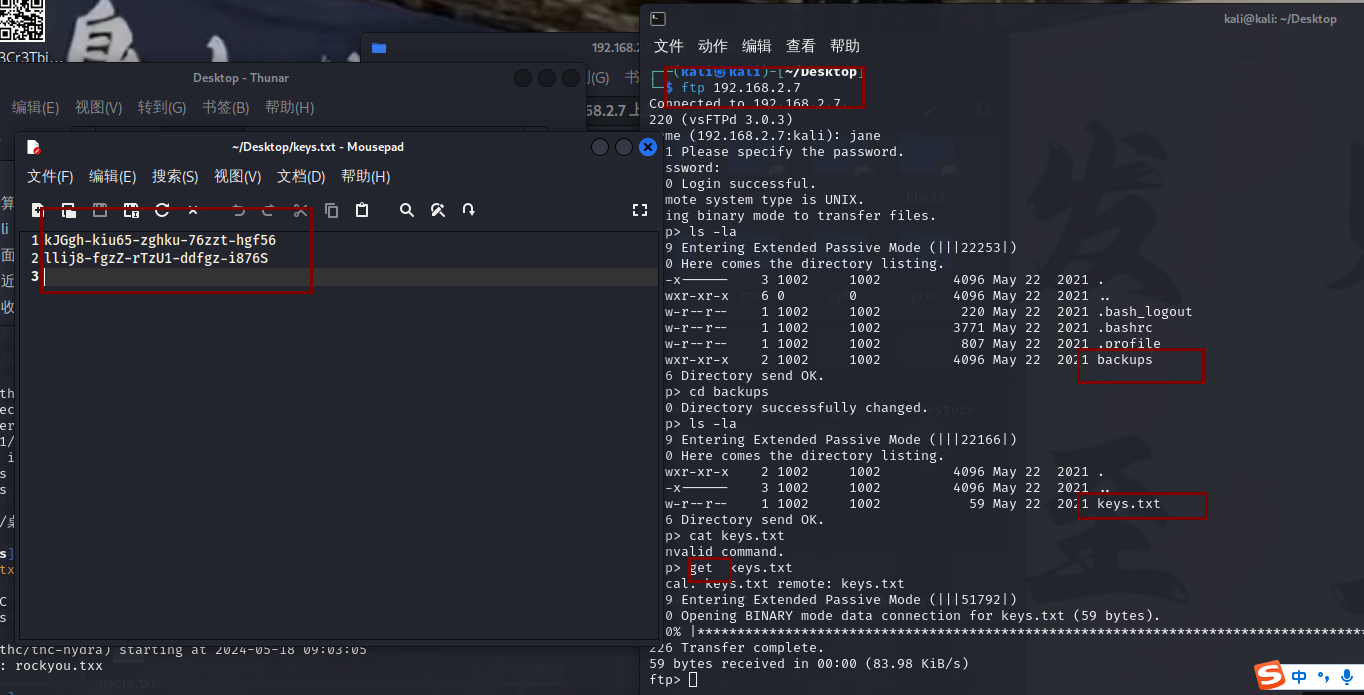 3Cr3Tbi...
192.168.2
Desktop - Thunar
编辑(E) 视图(V) 转到(G) 书签(B) 帮助(H)
(G) 书
68.2.7 上
~/Desktop/keys.txt - Mousepad
文件(F) 编辑(E) 搜索(S) 视图(V) 文档(D) 帮助(H)
1 kJGgh-kiu65-zghku-76zzt-hgf56
2 llij8-fgzZ-rTzU1-ddfgz-i876S
3
算
li
面
近
收
th
ec
er
1/
i
s
s
/桌
s]
tx
C
s
thc/thc-hydra) starting at 2024-05-18 09:03:05
: rockyou.txx
users.txt
kali@kali: ~/Desktop
文件 动作 编辑 查看 帮助
(kali㉿kali)-[~/Desktop]
$ ftp 192.168.2.7
Connected to 192.168.2.7.
220 (vsFTPd 3.0.3)
me (192.168.2.7:kali): jane
1 Please specify the password.
ssword:
0 Login successful.
mote system type is UNIX.
ing binary mode to transfer files.
p> ls -la
9 Entering Extended Passive Mode (|||22253|)
0 Here comes the directory listing.
-x------ 3 1002 1002 4096 May 22 2021 .
wxr-xr-x 6 0 0 4096 May 22 2021 ..
w-r--r-- 1 1002 1002 220 May 22 2021 .bash_logout
w-r--r-- 1 1002 1002 3771 May 22 2021 .bashrc
w-r--r-- 1 1002 1002 807 May 22 2021 .profile
wxr-xr-x 2 1002 1002 4096 May 22 2021 backups
6 Directory send OK.
p> cd backups
0 Directory successfully changed.
p> ls -la
9 Entering Extended Passive Mode (|||22166|)
0 Here comes the directory listing.
wxr-xr-x 2 1002 1002 4096 May 22 2021 .
-x------ 3 1002 1002 4096 May 22 2021 ..
w-r--r-- 1 1002 1002 59 May 22 2021 keys.txt
6 Directory send OK.
p> cat keys.txt
nvalid command.
p> get keys.txt
cal: keys.txt remote: keys.txt
9 Entering Extended Passive Mode (|||51792|)
0 Opening BINARY mode data connection for keys.txt (59 bytes).
0% |************************************************************************************
226 Transfer complete.
59 bytes received in 00:00 (83.98 KiB/s)
ftp>
libx32
proc
发
至
S 中